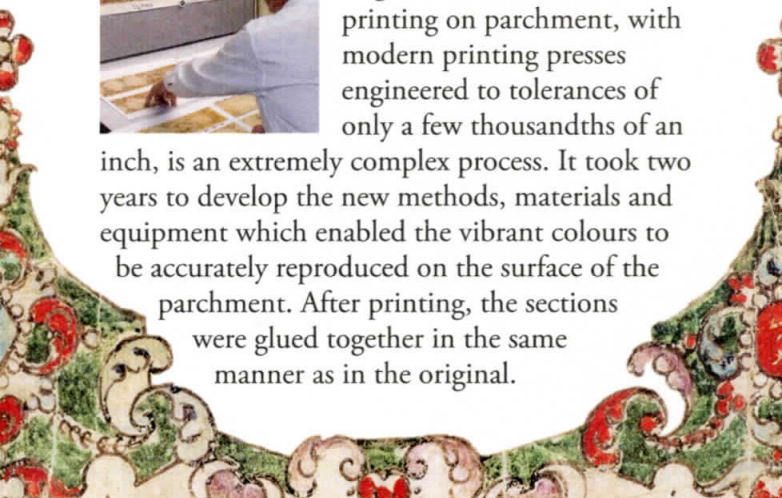 printing on parchment, with
modern printing presses
engineered to tolerances of
only a few thousandths of an
inch, is an extremely complex process. It took two
years to develop the new methods, materials and
equipment which enabled the vibrant colours to
be accurately reproduced on the surface of the
parchment. After printing, the sections
were glued together in the same
manner as in the original.